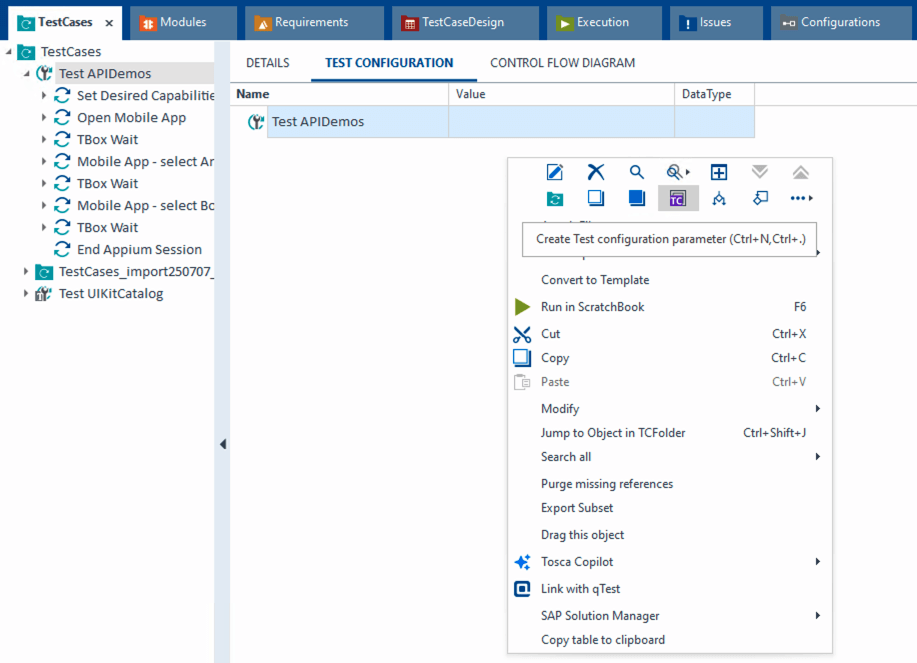 TestCases
Modules
Requirements
TestCaseDesign
Execution
Issues
Configurations
TestCases
Test APIDemos
Set Desired Capabilitie
Open Mobile App
TBox Wait
Mobile App - select Ar
TBox Wait
Mobile App - select Bo
TBox Wait
End Appium Session
TestCases_import250707_
Test UIKitCatalog
DETAILS
TEST CONFIGURATION
CONTROL FLOW DIAGRAM
Name Value DataType
Test APIDemos
TC
Create Test configuration parameter (Ctrl+N,Ctrl+.)
Convert to Template
Run in ScratchBook F6
Cut Ctrl+X
Copy Ctrl+C
Paste Ctrl+V
Modify
Jump to Object in TCFolder Ctrl+Shift+J
Search all
Purge missing references
Export Subset
Drag this object
Tosca Copilot
Link with qTest
SAP Solution Manager
Copy table to clipboard